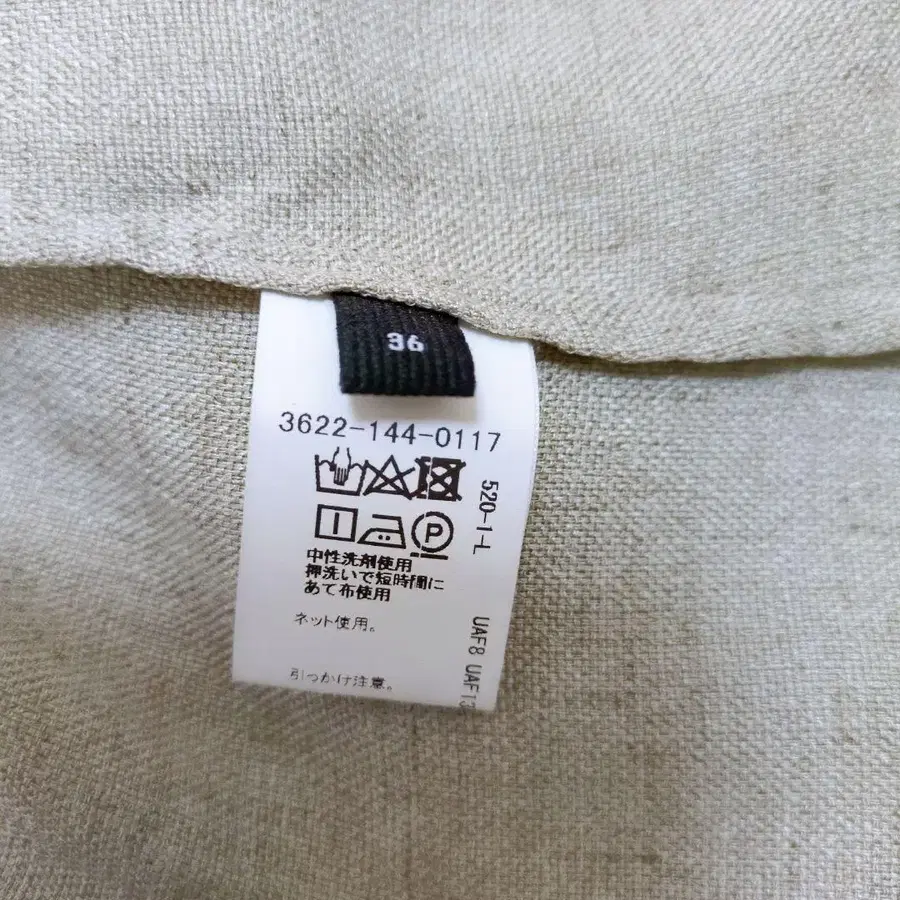 36
3622-144-0117
520-1-L
P
中性洗剤使用
押洗いで短時間に
あて布使用
ネット使用。
引っかけ注意。
UAF8 UAFT3